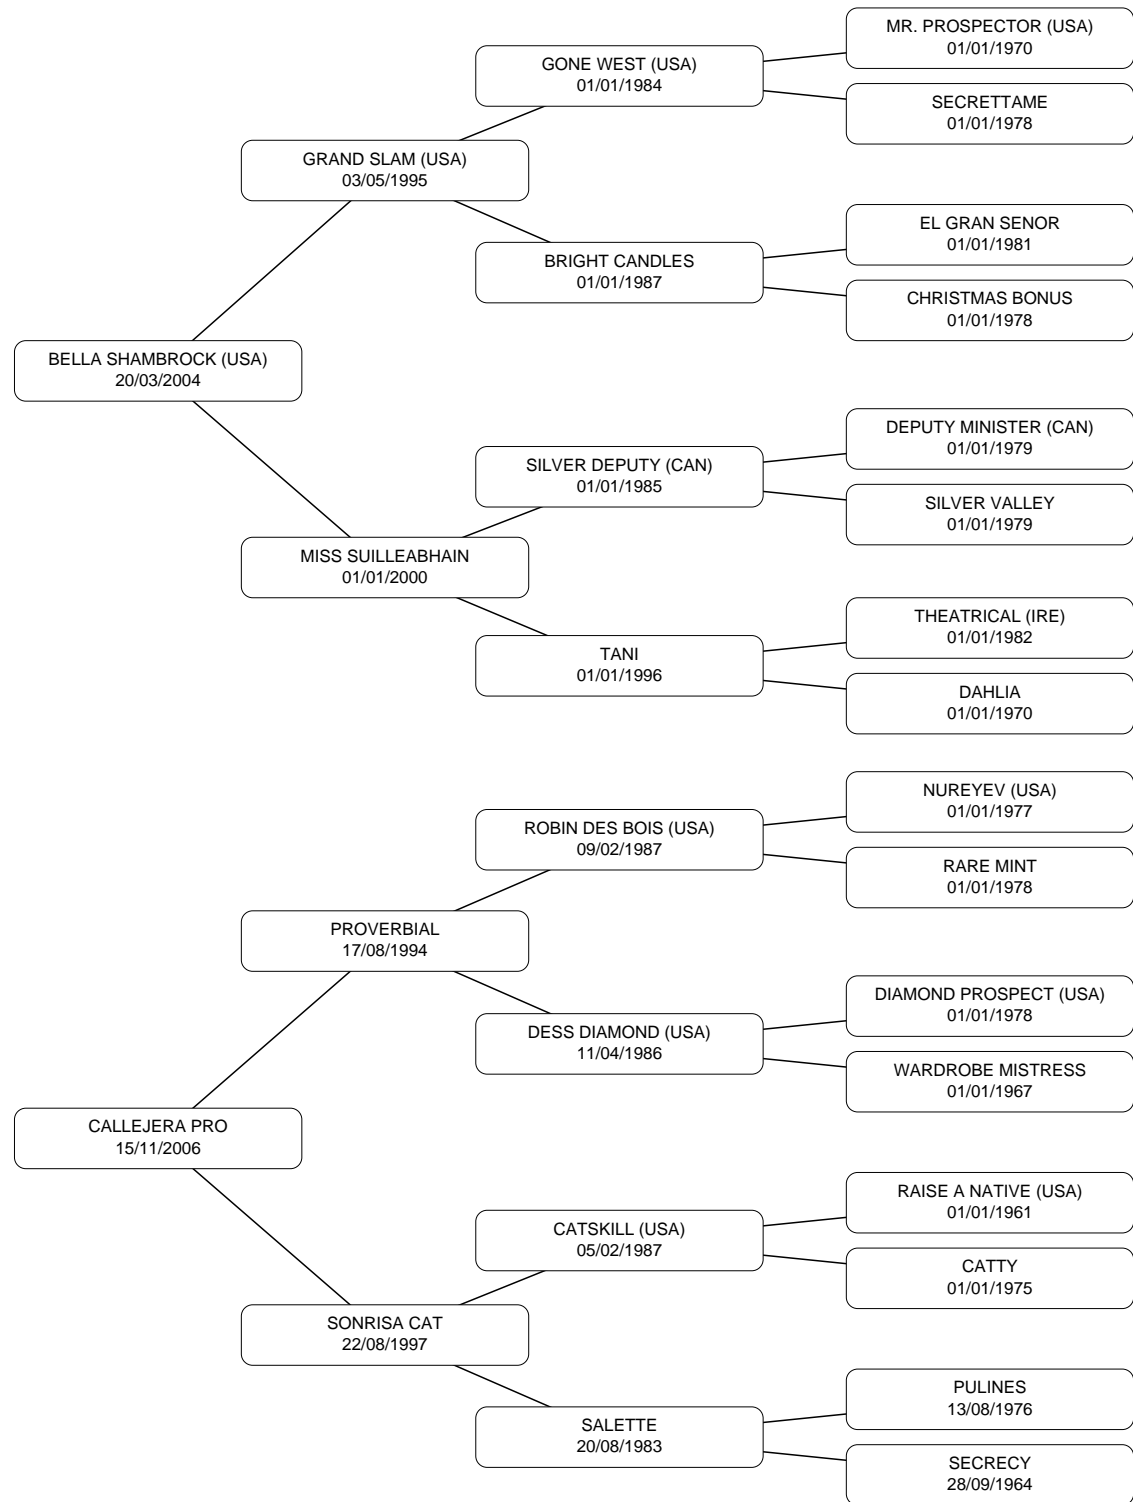 MR. PROSPECTOR (USA)
01/01/1970
GONE WEST (USA)
01/01/1984
SECRETTAME
01/01/1978
GRAND SLAM (USA)
03/05/1995
EL GRAN SENOR
01/01/1981
BRIGHT CANDLES
01/01/1987
CHRISTMAS BONUS
01/01/1978
BELLA SHAMBROCK (USA)
20/03/2004
DEPUTY MINISTER (CAN)
01/01/1979
SILVER DEPUTY (CAN)
01/01/1985
SILVER VALLEY
01/01/1979
MISS SUILLEABHAIN
01/01/2000
THEATRICAL (IRE)
01/01/1982
TANI
01/01/1996
DAHLIA
01/01/1970
NUREYEV (USA)
01/01/1977
ROBIN DES BOIS (USA)
09/02/1987
RARE MINT
01/01/1978
PROVERBIAL
17/08/1994
DIAMOND PROSPECT (USA)
01/01/1978
DESS DIAMOND (USA)
11/04/1986
WARDROBE MISTRESS
01/01/1967
CALLEJERA PRO
15/11/2006
RAISE A NATIVE (USA)
01/01/1961
CATSKILL (USA)
05/02/1987
CATTY
01/01/1975
SONRISA CAT
22/08/1997
PULINES
13/08/1976
SALETTE
20/08/1983
SECRECY
28/09/1964